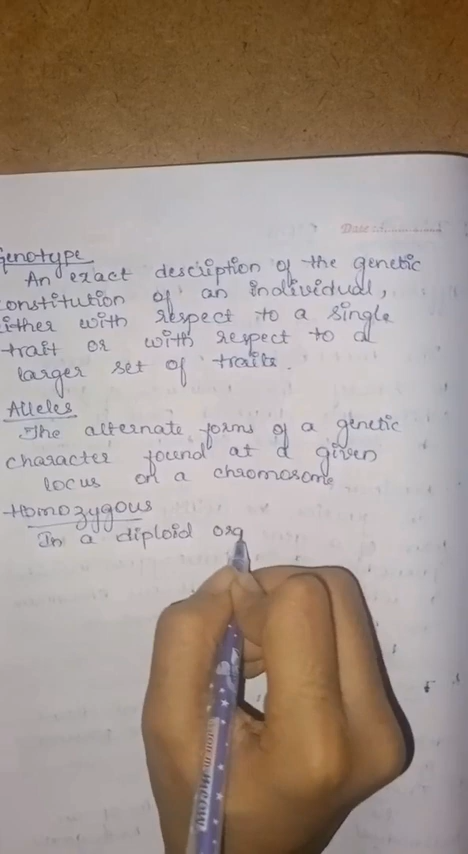 Date :
Genotype
An exact description of the genetic
constitution of an individual,
either with respect to a single
trait or with respect to a
larger set of traits.
Alleles
The alternate forms of a genetic
character found at a given
locus on a chromosome
Homozygous
In a diploid org